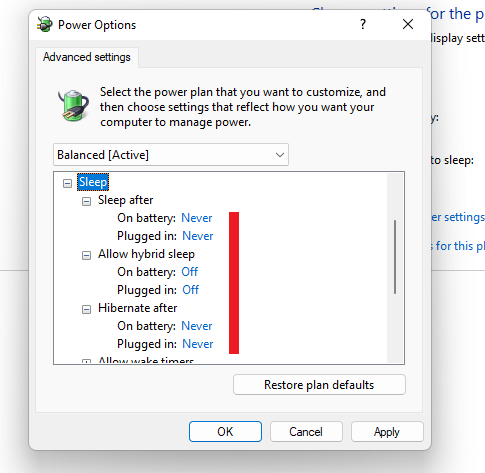 Power Options
Advanced settings
Select the power plan that you want to customize, and
then choose settings that reflect how you want your
computer to manage power.
Balanced [Active]
Sleep
Sleep after
On battery: Never
Plugged in: Never
Allow hybrid sleep
On battery: Off
Plugged in: Off
Hibernate after
On battery: Never
Plugged in: Never
Allow wake timers
Restore plan defaults
OK
Cancel
Apply
for the p
display sett
y:
to sleep:
er settings
s for this pl